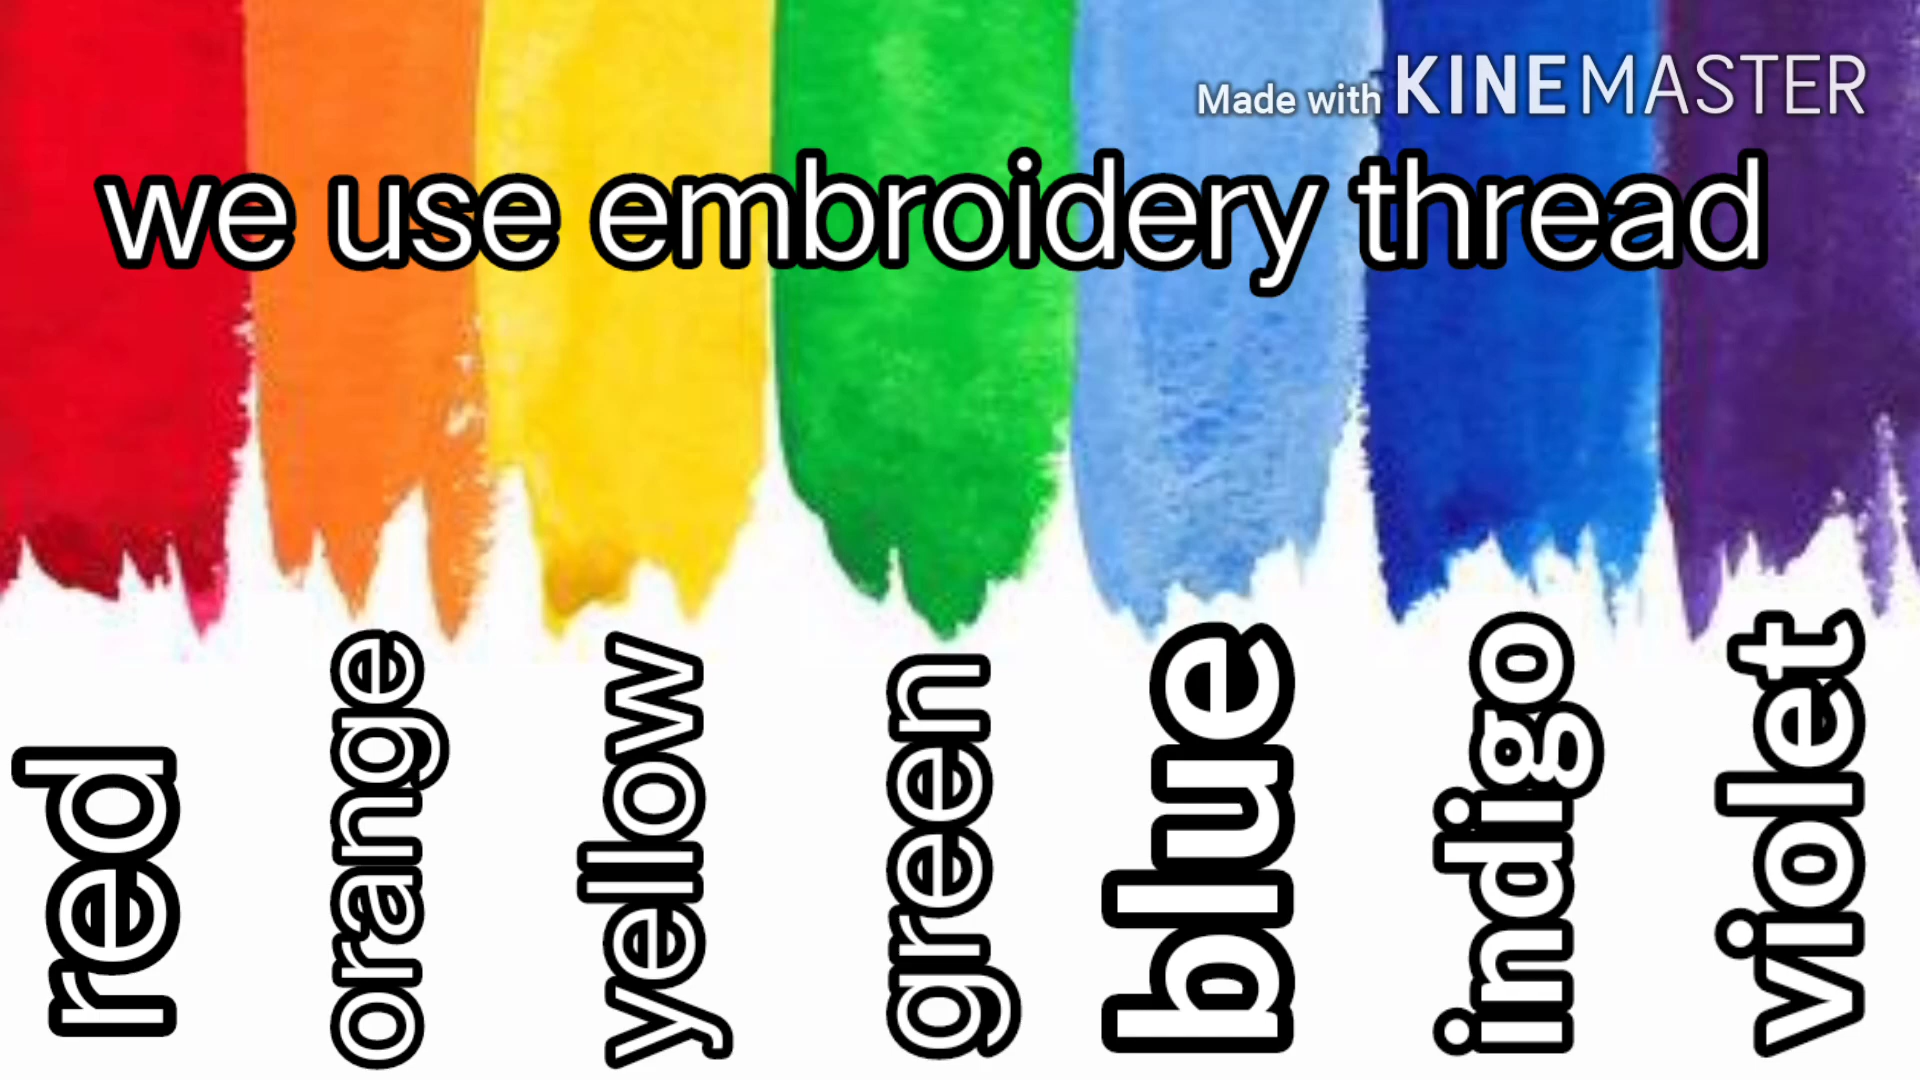 Made with KINEMASTER
we use embroidery thread
red
orange
yellow
green
blue
indigo
violet